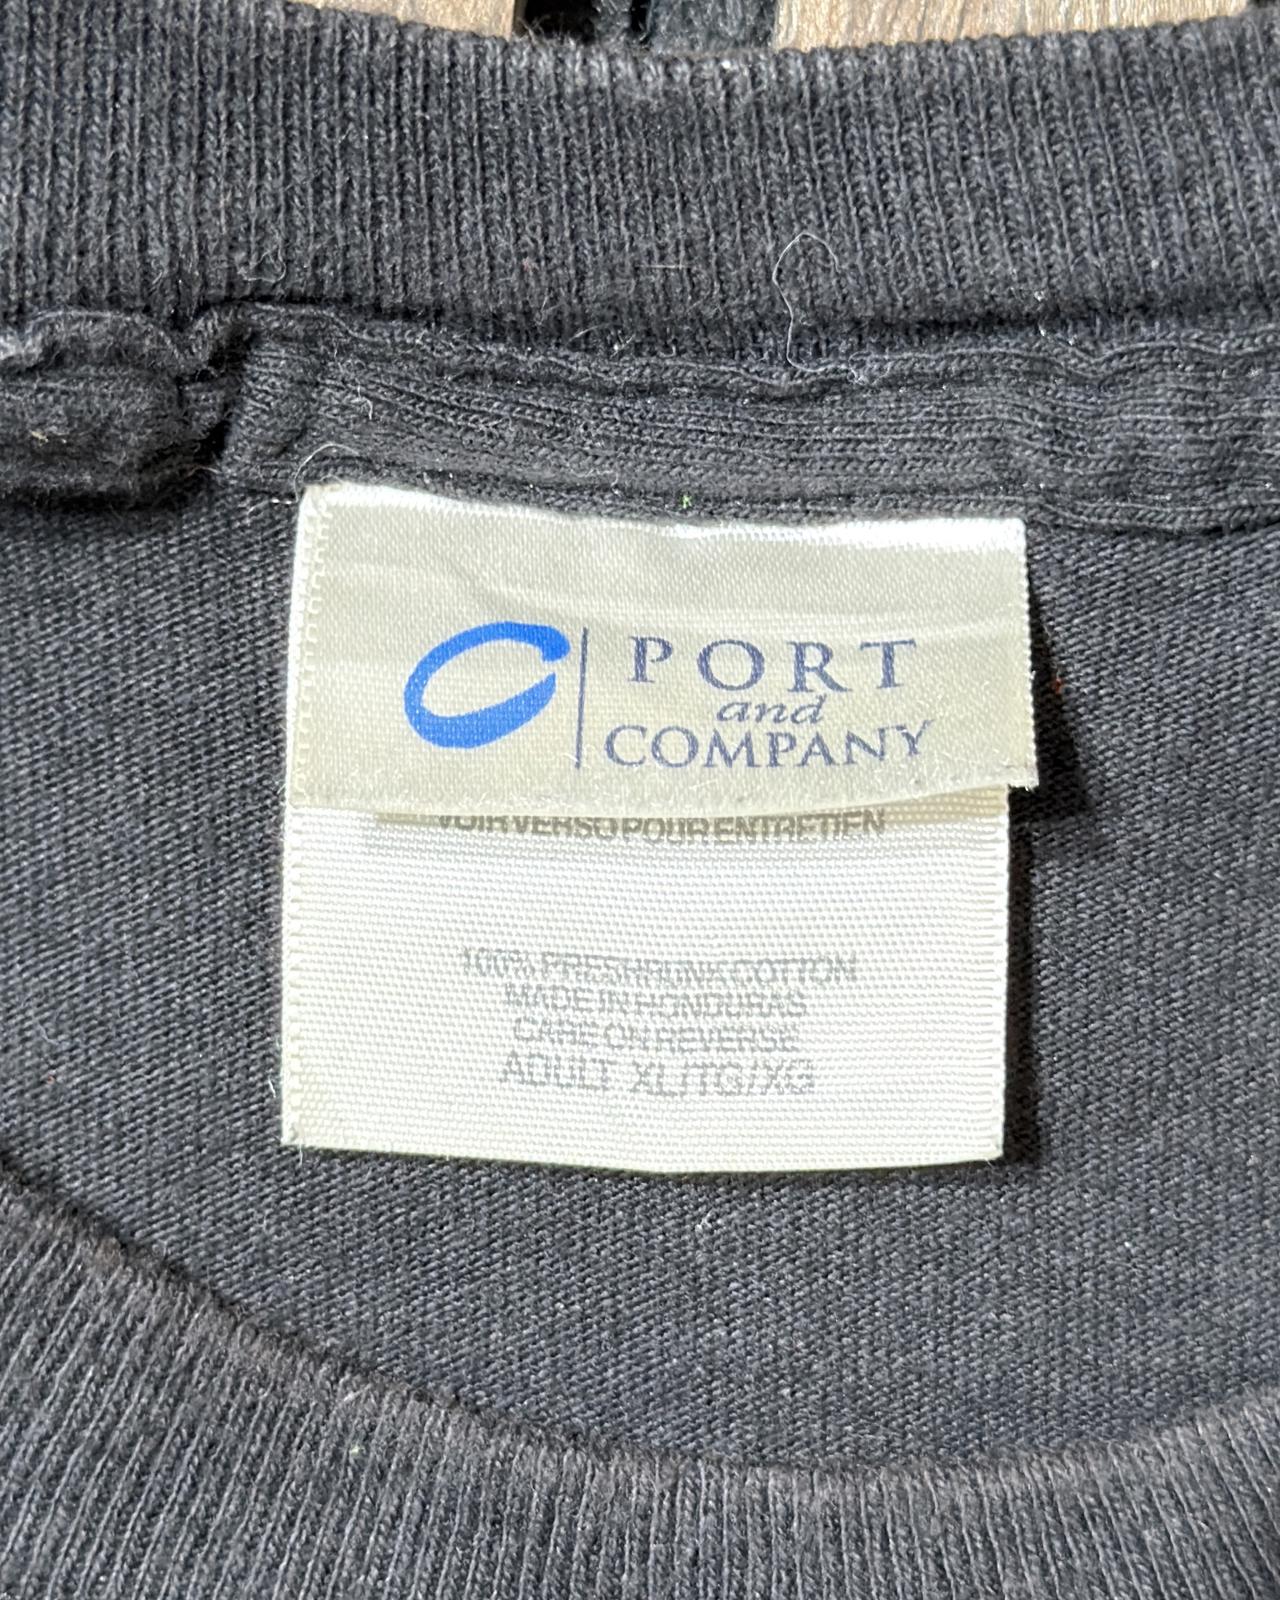 PORT
and
COMPANY
VOIR VERSO POUR ENTRETIEN
100% PRESHRUNK COTTON
MADE IN HONDURAS
CARE ON REVERSE
ADULT XL/TG/XG